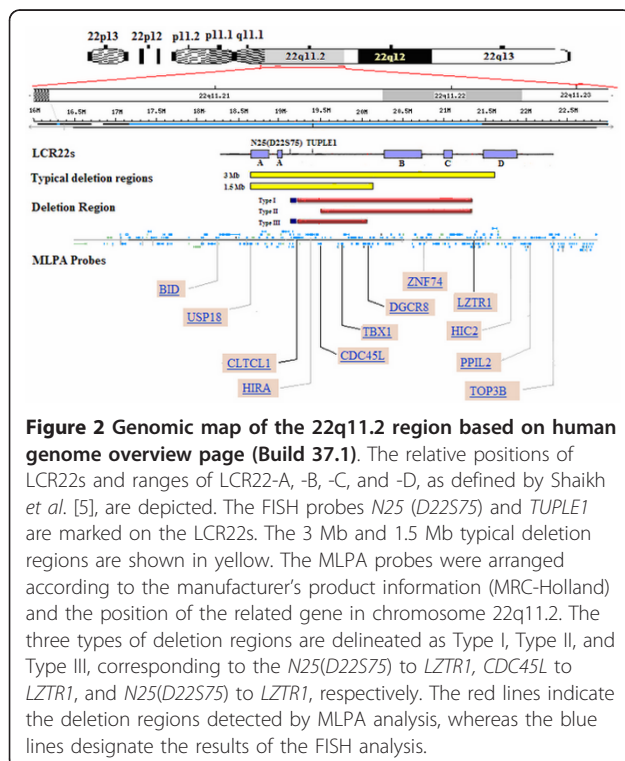 22p13 22p12 p11.2 p11.1 q11.1 22q11.2 22q12 22q13
22q11.21 22q11.22 22q11.20
16M 16.5M 17M 17.5M 18M 18.5M 19M 19.5M 20M 20.5M 21M 21.5M 22M 22.5M
N25(D22S75) TUPLE1
LCR22s
A A B C D
Typical deletion regions
3 Mb
1.5 Mb
Deletion Region
Type I
Type II
Type III
MLPA Probes
BID
USP18
CLTCL1
HIRA
CDC45L
TBX1
DGCR8
ZNF74
LZTR1
HIC2
PPIL2
TOP3B
Figure 2 Genomic map of the 22q11.2 region based on human
genome overview page (Build 37.1). The relative positions of
LCR22s and ranges of LCR22-A, -B, -C, and -D, as defined by Shaikh
et al. [5], are depicted. The FISH probes N25 (D22S75) and TUPLE1
are marked on the LCR22s. The 3 Mb and 1.5 Mb typical deletion
regions are shown in yellow. The MLPA probes were arranged
according to the manufacturer's product information (MRC-Holland)
and the position of the related gene in chromosome 22q11.2. The
three types of deletion regions are delineated as Type I, Type II, and
Type III, corresponding to the N25(D22S75) to LZTR1, CDC45L to
LZTR1, and N25(D22S75) to LZTR1, respectively. The red lines indicate
the deletion regions detected by MLPA analysis, whereas the blue
lines designate the results of the FISH analysis.